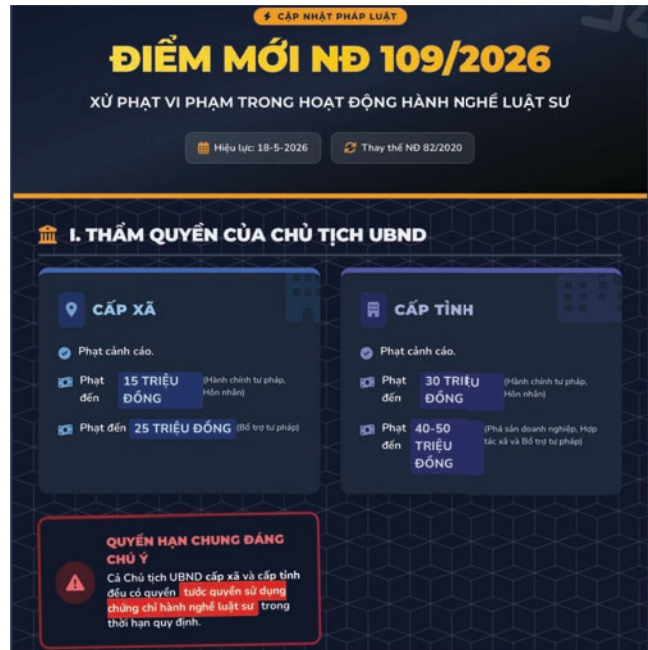 CẬP NHẬT PHÁP LUẬT
ĐIỂM MỚI NĐ 109/2026
XỬ PHẠT VI PHẠM TRONG HOẠT ĐỘNG HÀNH NGHỀ LUẬT SƯ
Hiệu lực: 18-5-2026
Thay thế NĐ 82/2020
I. THẨM QUYỀN CỦA CHỦ TỊCH UBND
CẤP XÃ
Phạt cảnh cáo.
Phạt đến 15 TRIỆU ĐỒNG (Hành chính tư pháp, Hôn nhân)
Phạt đến 25 TRIỆU ĐỒNG (Bổ trợ tư pháp)
CẤP TỈNH
Phạt cảnh cáo.
Phạt đến 30 TRIỆU ĐỒNG (Hành chính tư pháp, Hôn nhân)
Phạt đến 40-50 TRIỆU ĐỒNG (Phá sản doanh nghiệp, Hợp tác xã và Bổ trợ tư pháp)
QUYỀN HẠN CHUNG ĐÁNG
CHÚ Ý
Cả Chủ tịch UBND cấp xã và cấp tỉnh
đều có quyền tước quyền sử dụng
chứng chỉ hành nghề luật sư trong
thời hạn quy định.